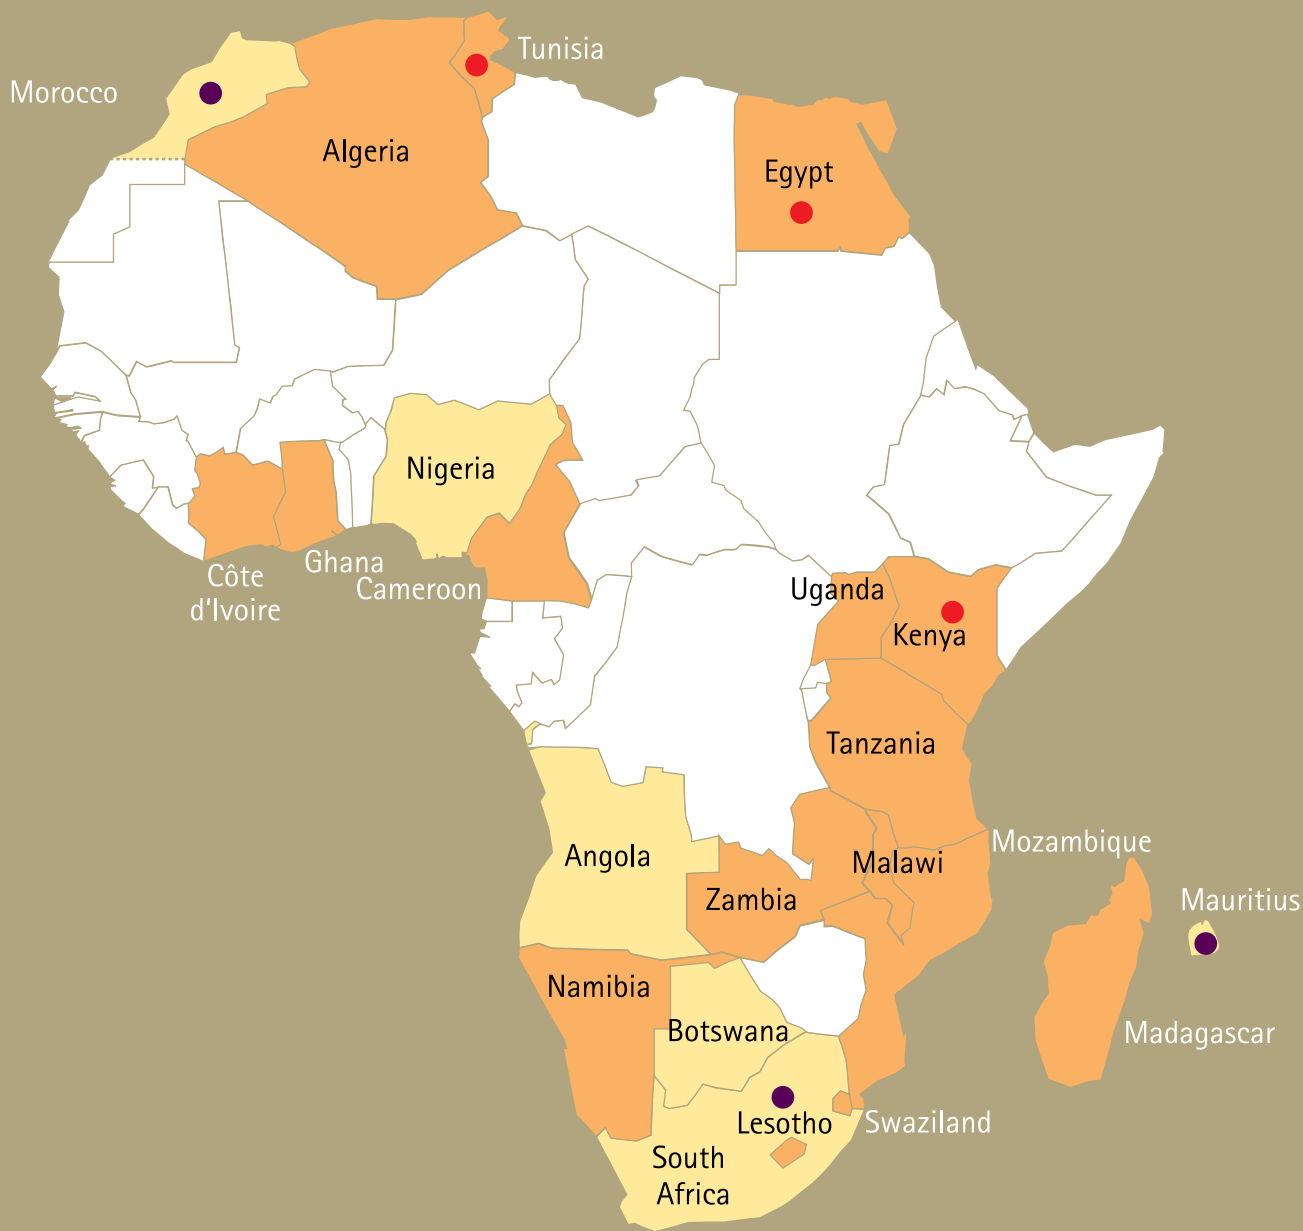 Tunisia
Morocco
Algeria
Egypt
Nigeria
Ghana
Côte
d'Ivoire
Cameroon
Uganda
Kenya
Tanzania
Mozambique
Angola
Malawi
Zambia
Mauritius
Namibia
Botswana
Madagascar
Lesotho
Swaziland
South
Africa